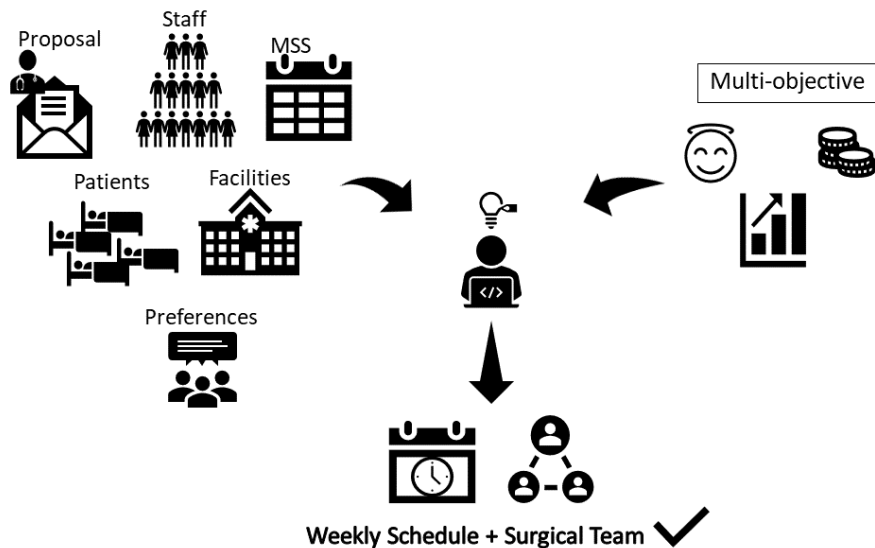 Staff
Proposal
MSS
Multi-objective
Patients
Facilities
</>
Preferences
Weekly Schedule + Surgical Team